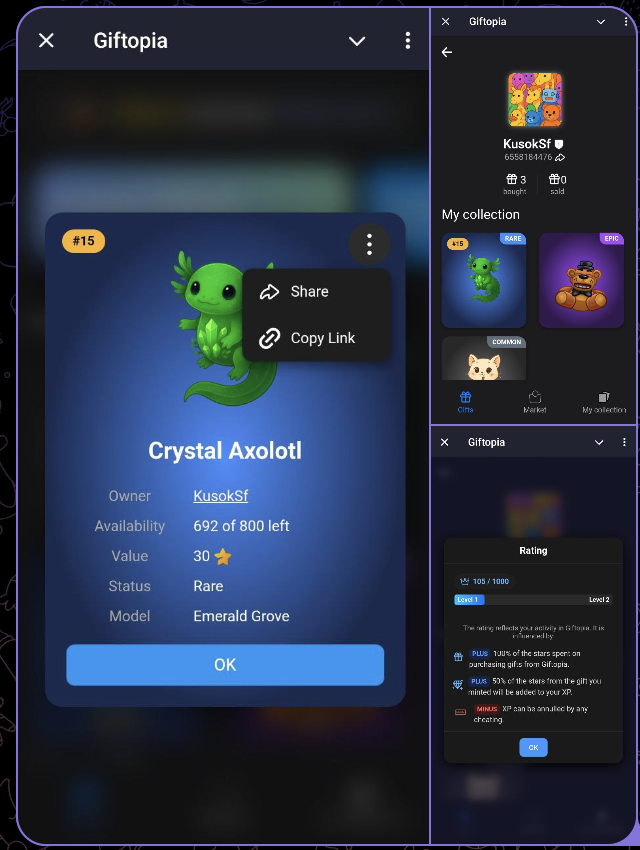 Giftopia
#15
Share
Copy Link
Crystal Axolotl
Owner KusokSf
Availability 692 of 800 left
Value 30
Status Rare
Model Emerald Grove
OK
Giftopia
KusokSf
6558184476
3
bought
0
sold
My collection
#15
RARE
EPIC
COMMON
Gifts
Market
My collection
Giftopia
Rating
105 / 1000
Level 1
Level 2
The rating reflects your activity in Giftopia. It is
influenced by
PLUS 100% of the stars spent on
purchasing gifts from Giftopia.
PLUS 50% of the stars from the gift you
minted will be added to your XP.
MINUS XP can be annulled by any
cheating.
OK